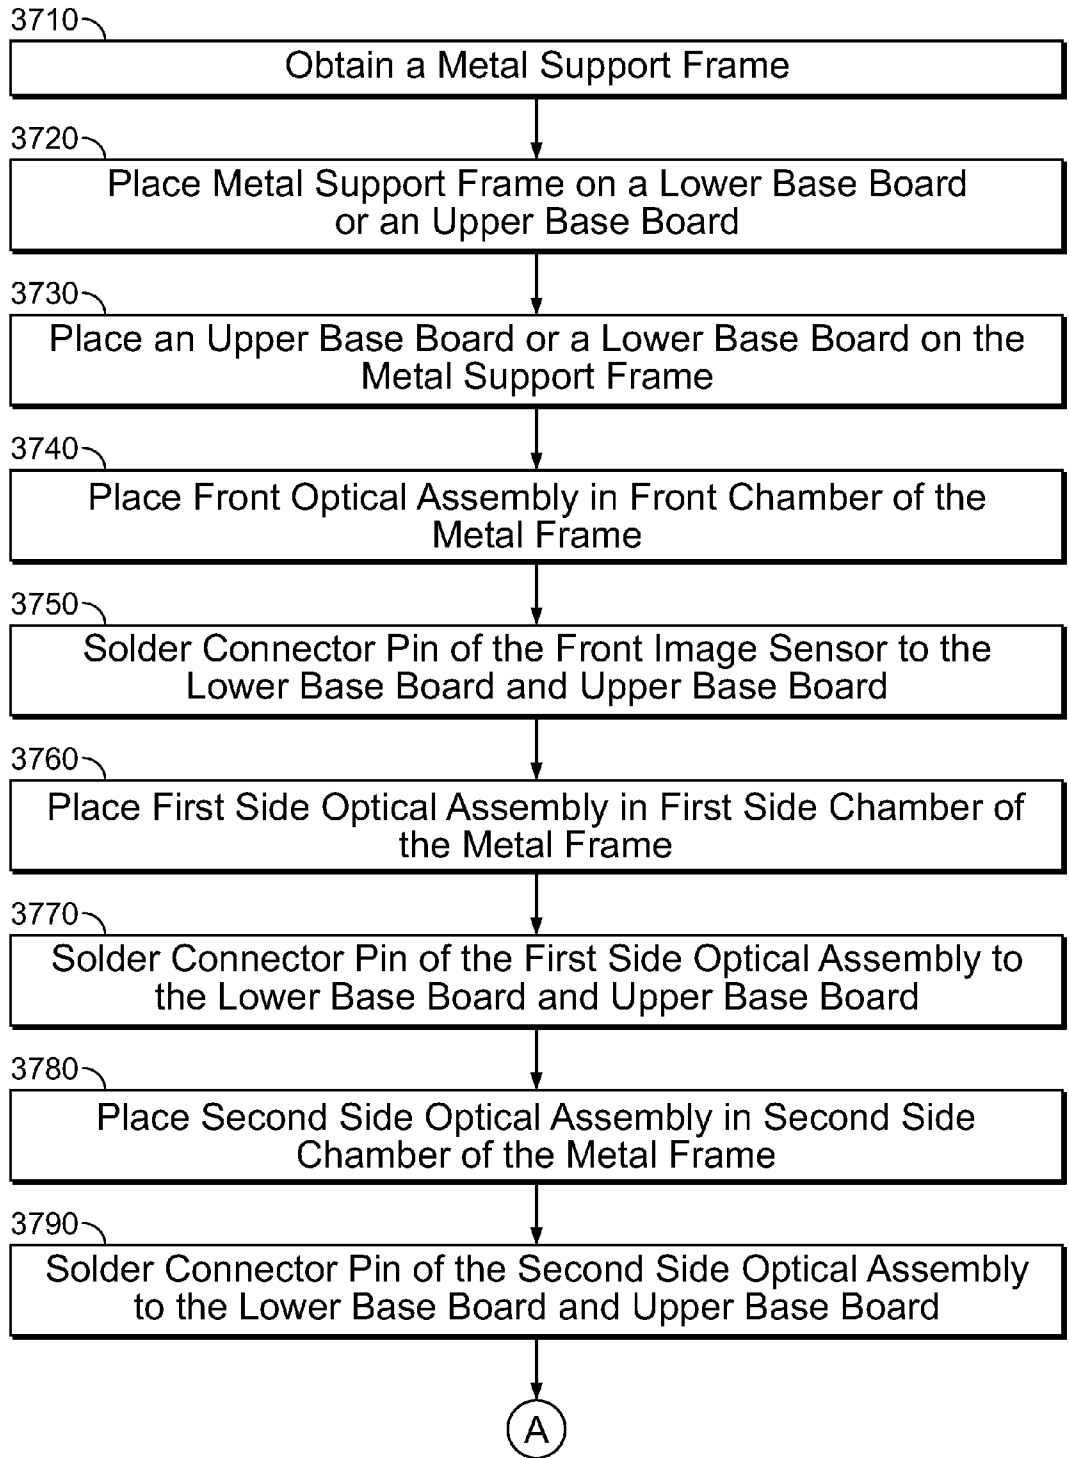 3710
Obtain a Metal Support Frame
3720
Place Metal Support Frame on a Lower Base Board
or an Upper Base Board
3730
Place an Upper Base Board or a Lower Base Board on the
Metal Support Frame
3740
Place Front Optical Assembly in Front Chamber of the
Metal Frame
3750
Solder Connector Pin of the Front Image Sensor to the
Lower Base Board and Upper Base Board
3760
Place First Side Optical Assembly in First Side Chamber of
the Metal Frame
3770
Solder Connector Pin of the First Side Optical Assembly to
the Lower Base Board and Upper Base Board
3780
Place Second Side Optical Assembly in Second Side
Chamber of the Metal Frame
3790
Solder Connector Pin of the Second Side Optical Assembly
to the Lower Base Board and Upper Base Board
A